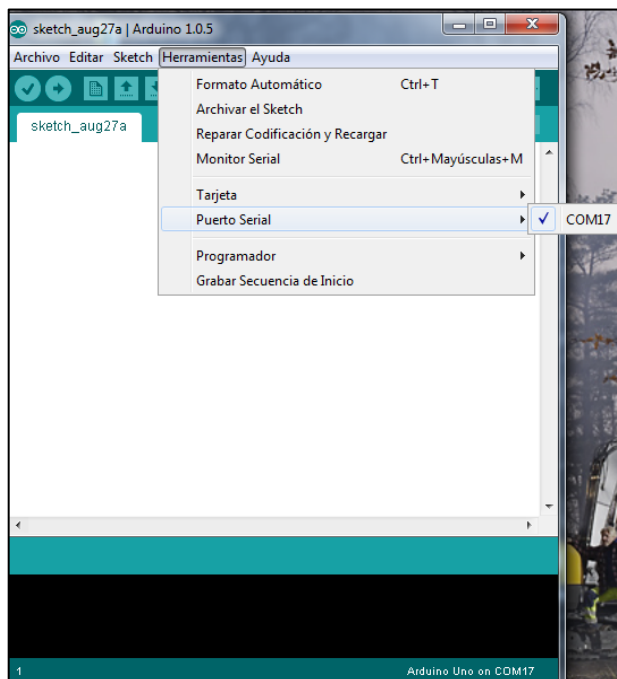 sketch_aug27a | Arduino 1.0.5
Archivo Editar Sketch Herramientas Ayuda
sketch_aug27a
Formato Automático Ctrl+T
Archivar el Sketch
Reparar Codificación y Recargar
Monitor Serial Ctrl+Mayúsculas+M
Tarjeta
Puerto Serial
COM17
Programador
Grabar Secuencia de Inicio
1 Arduino Uno on COM17